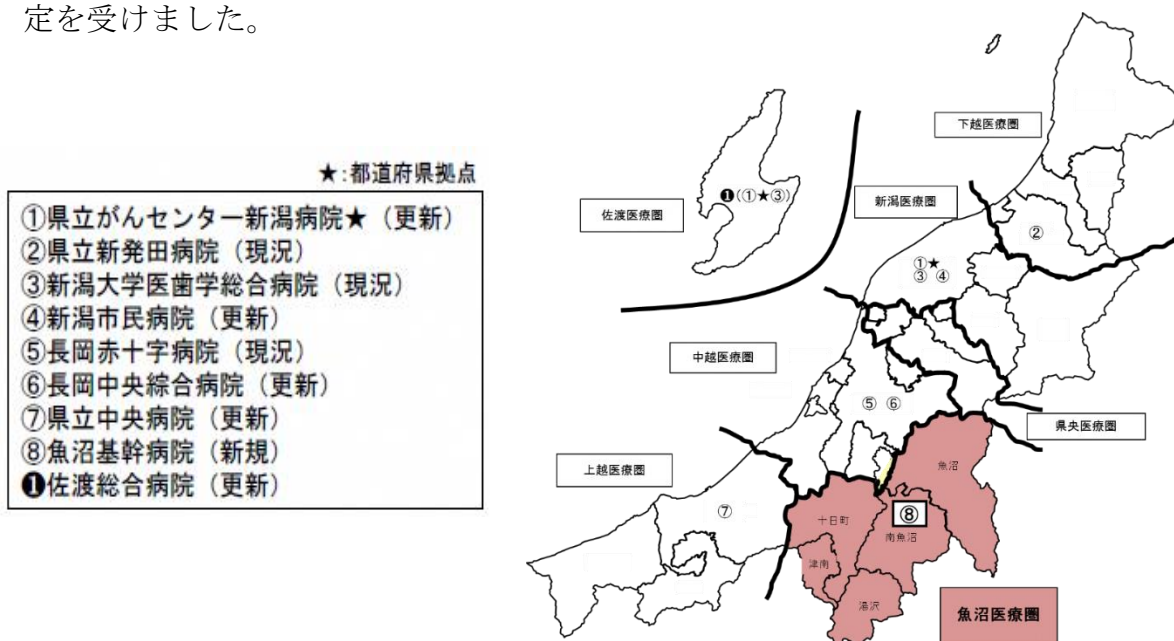 定を受けました。
★:都道府県拠点
①県立がんセンター新潟病院★（更新）
②県立新発田病院（現況）
③新潟大学医歯学総合病院（現況）
④新潟市民病院（更新）
⑤長岡赤十字病院（現況）
⑥長岡中央綜合病院（更新）
⑦県立中央病院（更新）
⑧魚沼基幹病院（新規）
❶佐渡総合病院（更新）
下越医療圏
❶(①★③)
新潟医療圏
佐渡医療圏
②
①★
③ ④
中越医療圏
⑤ ⑥
県央医療圏
上越医療圏
魚沼
⑦
十日町
⑧
南魚沼
津南
湯沢
魚沼医療圏